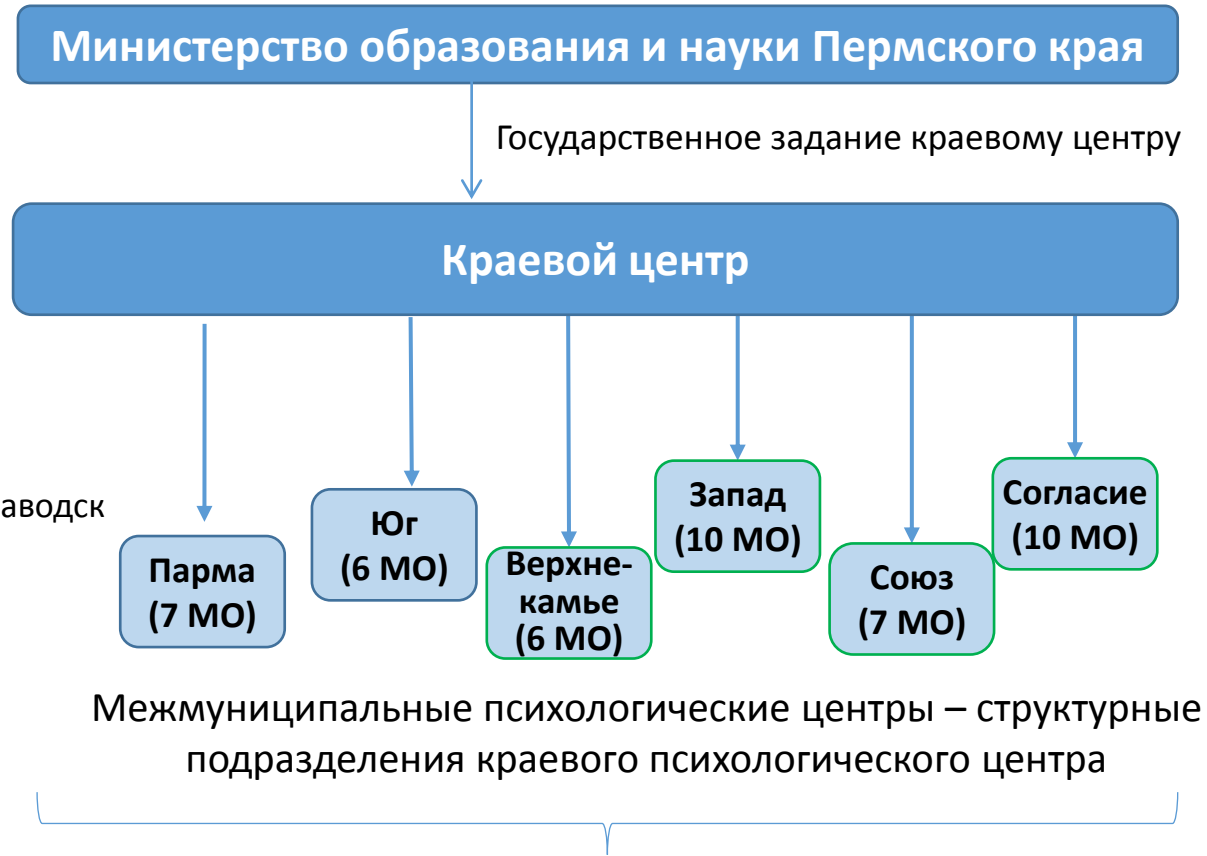 Министерство образования и науки Пермского края
Государственное задание краевому центру
Краевой центр
аводск
Парма
(7 МО)
Юг
(6 МО)
Верхне-
камье
(6 МО)
Запад
(10 МО)
Союз
(7 МО)
Согласие
(10 МО)
Межмуниципальные психологические центры – структурные
подразделения краевого психологического центра